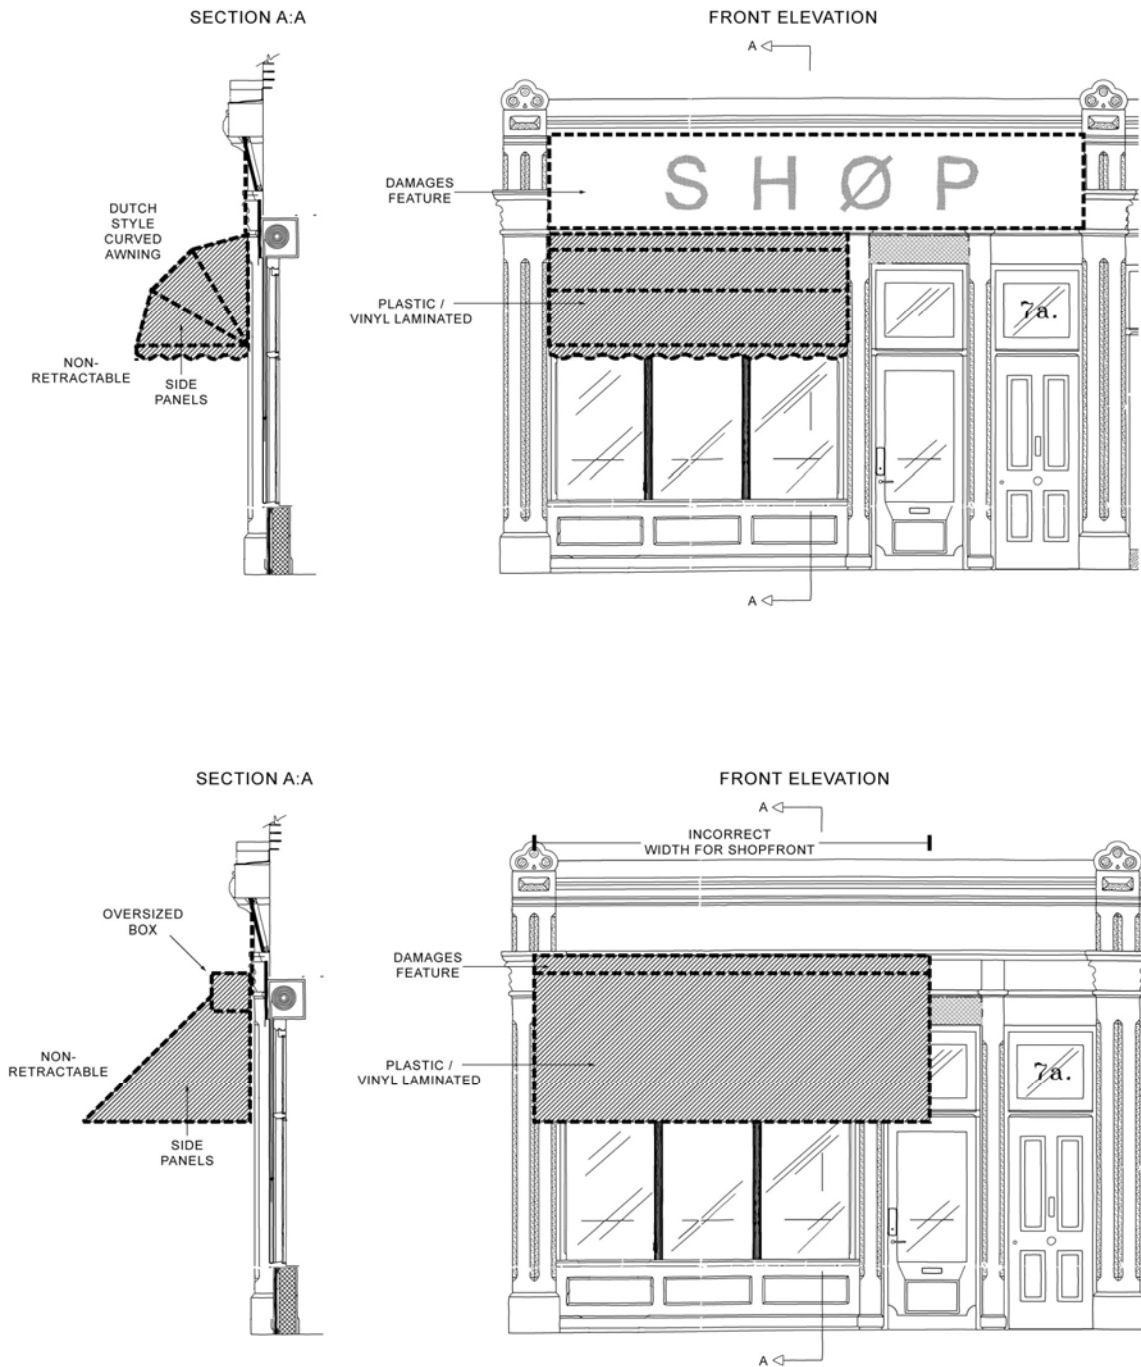 SECTION A:A
FRONT ELEVATION
A
DAMAGES
FEATURE
SHØP
DUTCH
STYLE
CURVED
AWNING
PLASTIC /
VINYL LAMINATED
7a.
NON-
RETRACTABLE
SIDE
PANELS
A
SECTION A:A
FRONT ELEVATION
A
INCORRECT
WIDTH FOR SHOPFRONT
OVERSIZED
BOX
DAMAGES
FEATURE
NON-
RETRACTABLE
PLASTIC /
VINYL LAMINATED
7a.
SIDE
PANELS
A